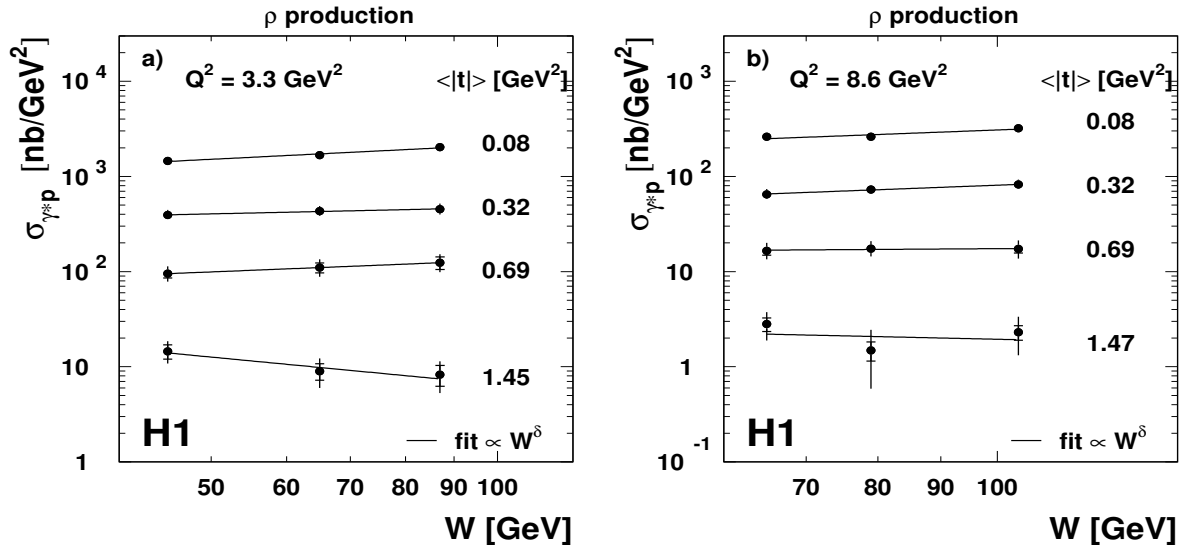 ρ production
a)
Q² = 3.3 GeV²
<|t|> [GeV²]
0.08
0.32
0.69
1.45
H1
fit ∝ W^δ
σ_γ*p [nb/GeV²]
10⁴
10³
10²
10
1
50
60
70
80
90
100
W [GeV]
ρ production
b)
Q² = 8.6 GeV²
<|t|> [GeV²]
0.08
0.32
0.69
1.47
H1
fit ∝ W^δ
σ_γ*p [nb/GeV²]
10³
10²
10
1
10⁻¹
70
80
90
100
W [GeV]